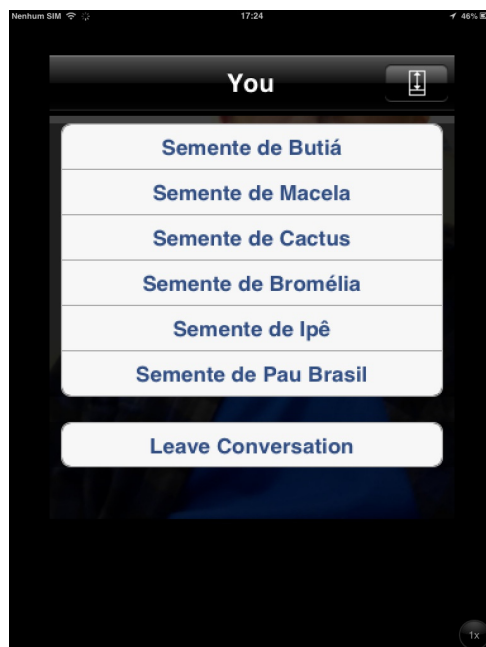 Nenhum SIM 17:24 46%
You
Semente de Butiá
Semente de Macela
Semente de Cactus
Semente de Bromélia
Semente de Ipê
Semente de Pau Brasil
Leave Conversation
1x